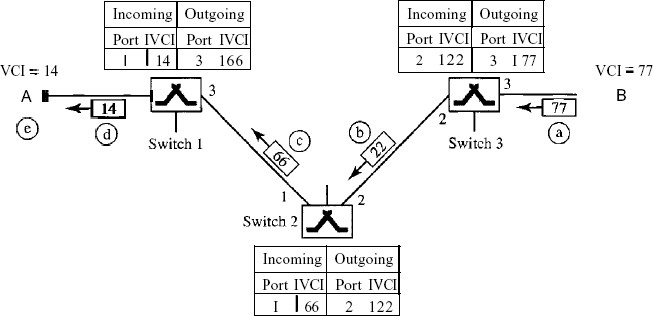 Incoming Outgoing
Port IVCI Port IVCI
I 14 3 166
Incoming Outgoing
Port IVCI Port IVCI
2 122 3 I 77
VCI = 14
VCI = 77
A
14
e
d
Switch 1
3
c
66
1
b
22
2
3
Switch 3
77
a
B
Switch 2
2
Incoming Outgoing
Port IVCI Port IVCI
I 66 2 122